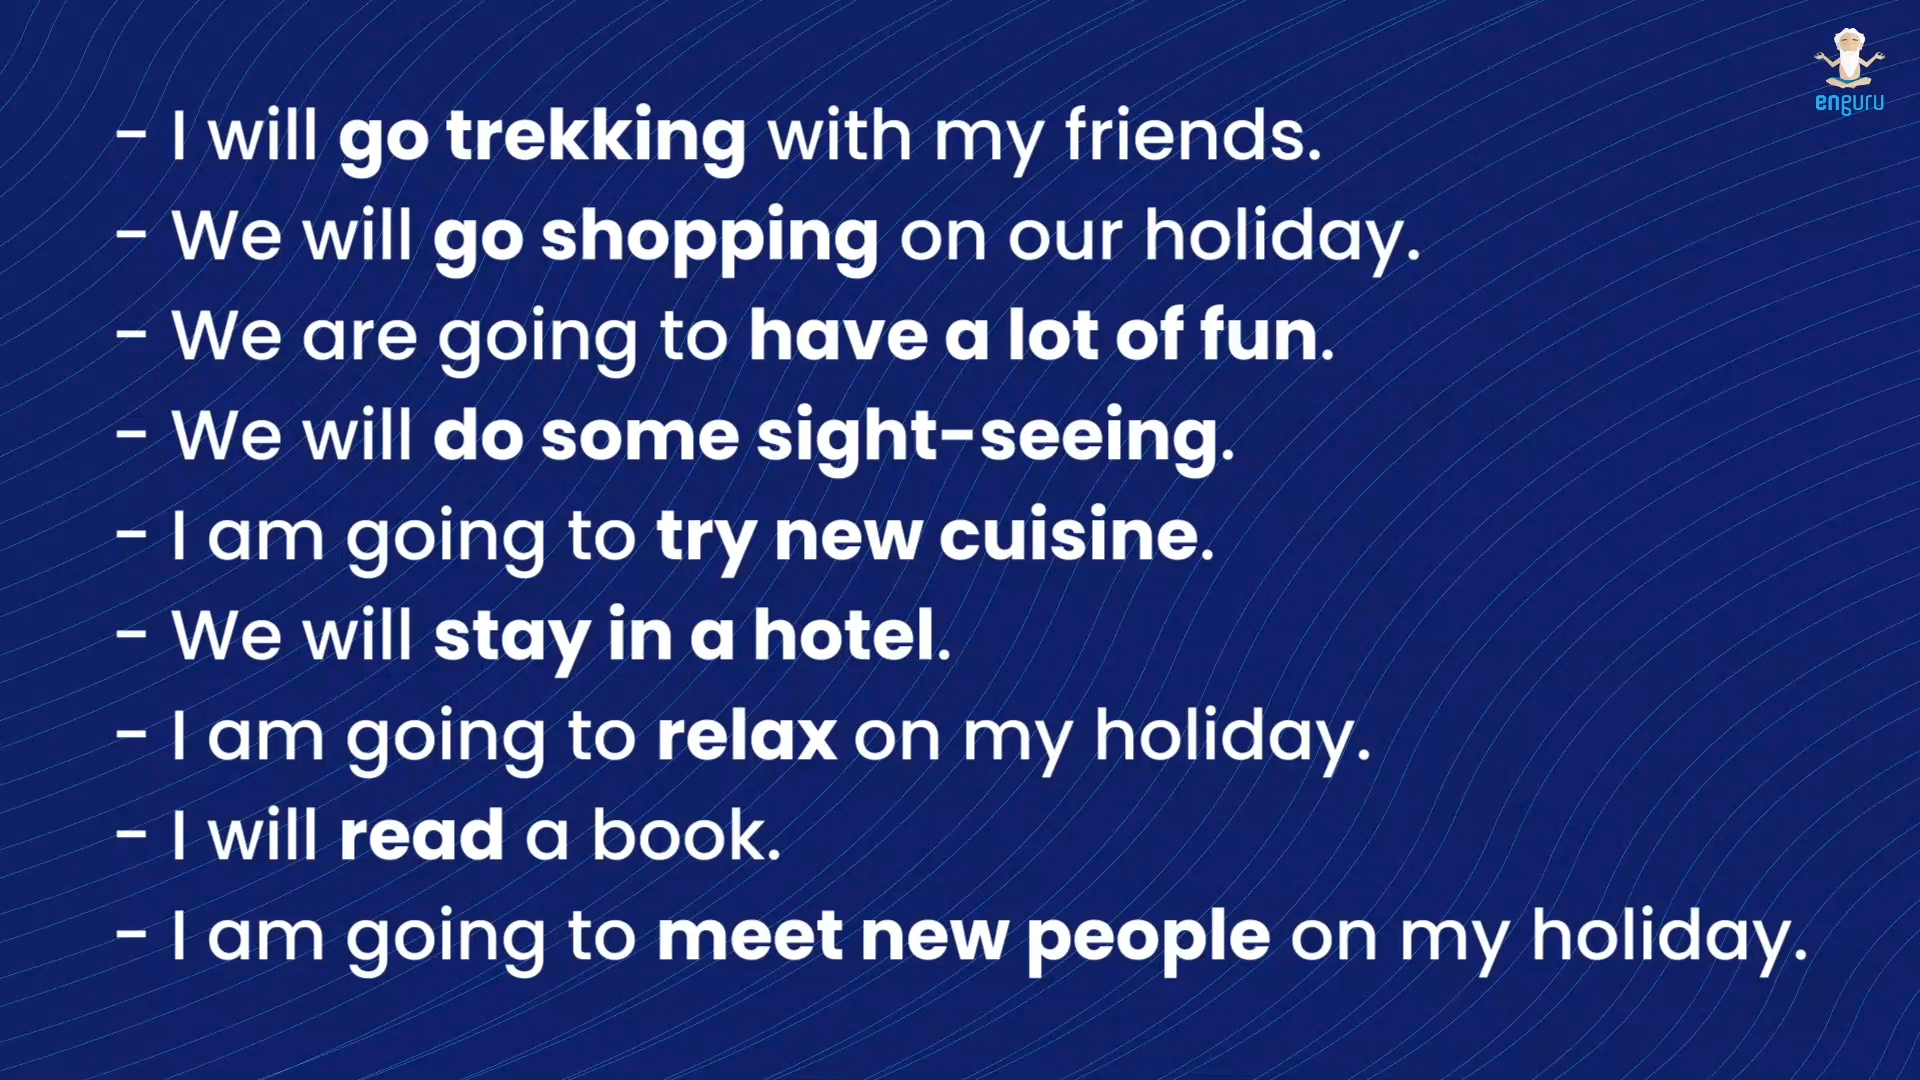 enguru
– I will go trekking with my friends.
– We will go shopping on our holiday.
– We are going to have a lot of fun.
– We will do some sight-seeing.
– I am going to try new cuisine.
– We will stay in a hotel.
– I am going to relax on my holiday.
– I will read a book.
– I am going to meet new people on my holiday.